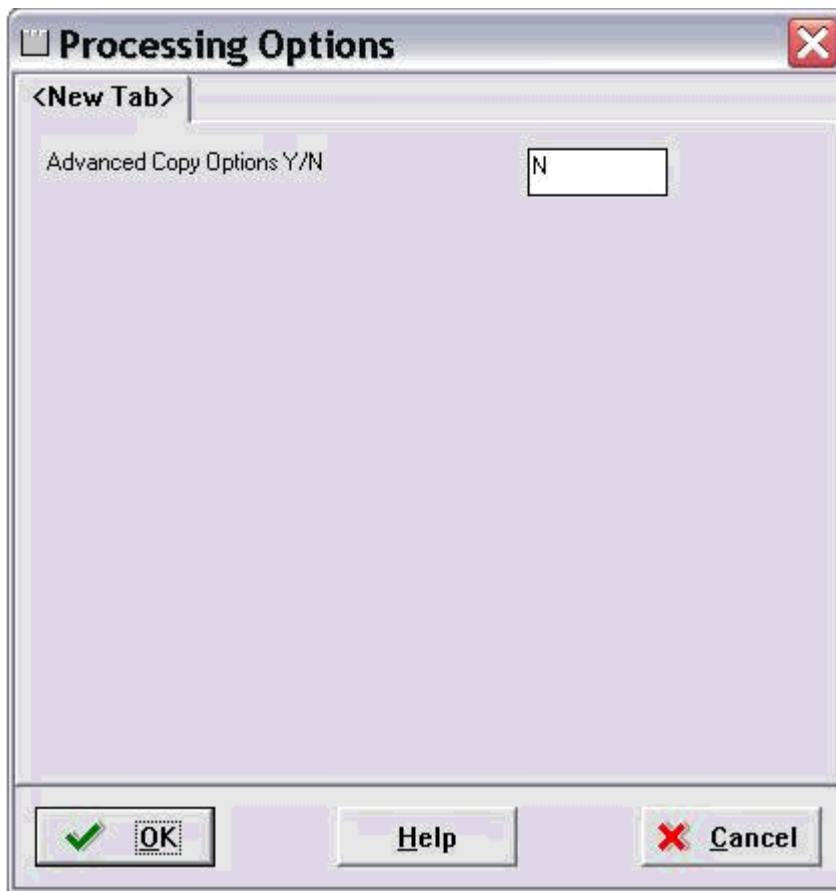 Processing Options
<New Tab>
Advanced Copy Options Y/N
N
OK
Help
Cancel